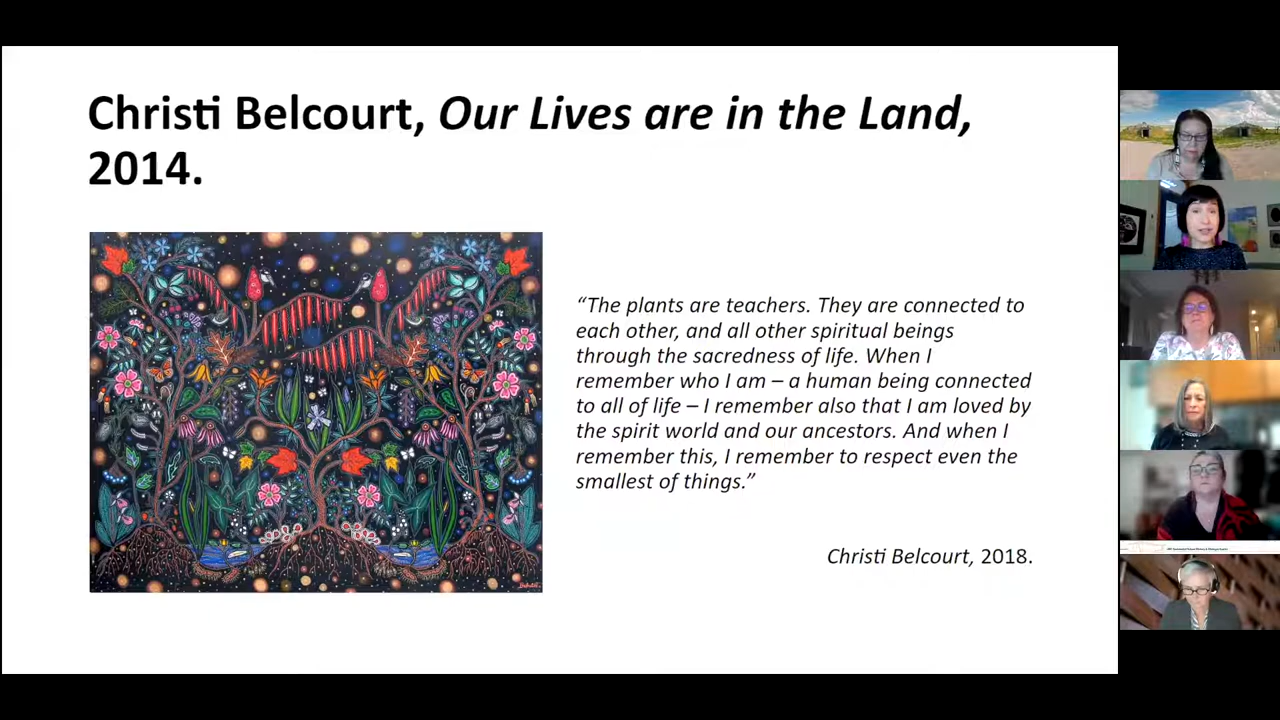 Christi Belcourt, Our Lives are in the Land,
2014.
“The plants are teachers. They are connected to
each other, and all other spiritual beings
through the sacredness of life. When I
remember who I am – a human being connected
to all of life – I remember also that I am loved by
the spirit world and our ancestors. And when I
remember this, I remember to respect even the
smallest of things.”
Christi Belcourt, 2018.